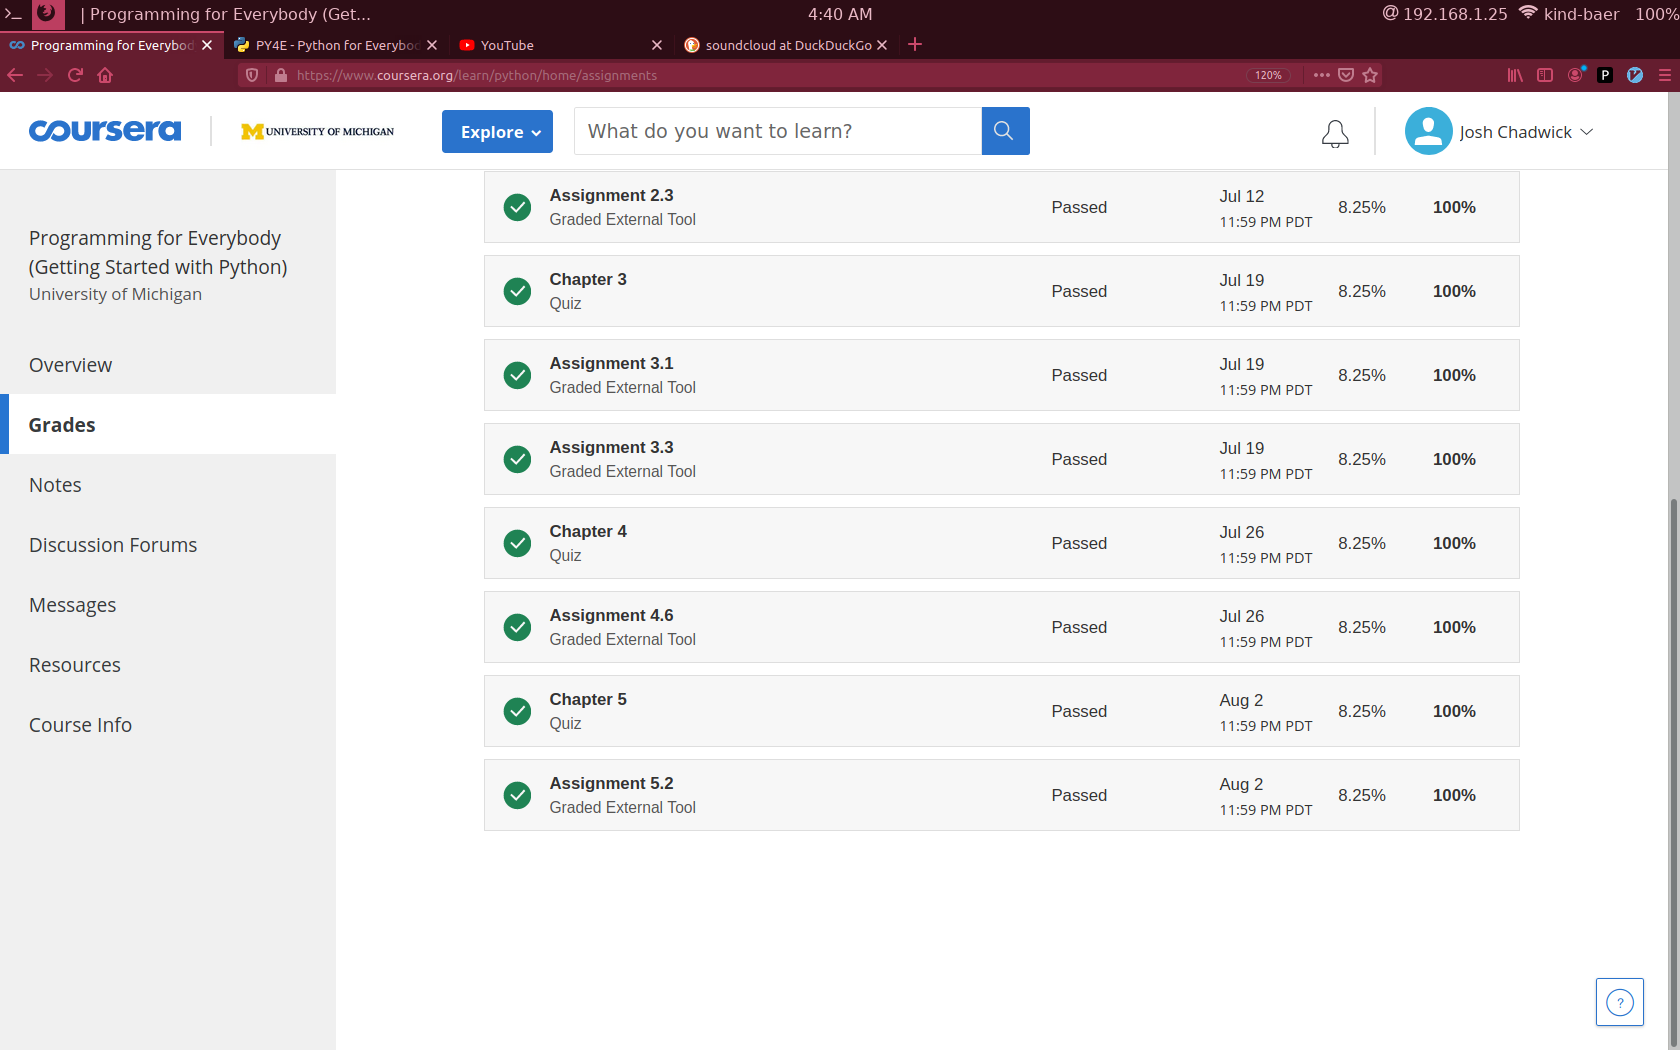 >_ | Programming for Everybody (Get... 4:40 AM @ 192.168.1.25 kind-baer 100%
Programming for Everybod PY4E - Python for Everybod YouTube soundcloud at DuckDuckGo
https://www.coursera.org/learn/python/home/assignments 120% P
coursera M UNIVERSITY OF MICHIGAN Explore What do you want to learn? Josh Chadwick
Programming for Everybody
(Getting Started with Python)
University of Michigan
Overview
Grades
Notes
Discussion Forums
Messages
Resources
Course Info
Assignment 2.3 Passed Jul 12 8.25% 100%
Graded External Tool 11:59 PM PDT
Chapter 3 Passed Jul 19 8.25% 100%
Quiz 11:59 PM PDT
Assignment 3.1 Passed Jul 19 8.25% 100%
Graded External Tool 11:59 PM PDT
Assignment 3.3 Passed Jul 19 8.25% 100%
Graded External Tool 11:59 PM PDT
Chapter 4 Passed Jul 26 8.25% 100%
Quiz 11:59 PM PDT
Assignment 4.6 Passed Jul 26 8.25% 100%
Graded External Tool 11:59 PM PDT
Chapter 5 Passed Aug 2 8.25% 100%
Quiz 11:59 PM PDT
Assignment 5.2 Passed Aug 2 8.25% 100%
Graded External Tool 11:59 PM PDT
?